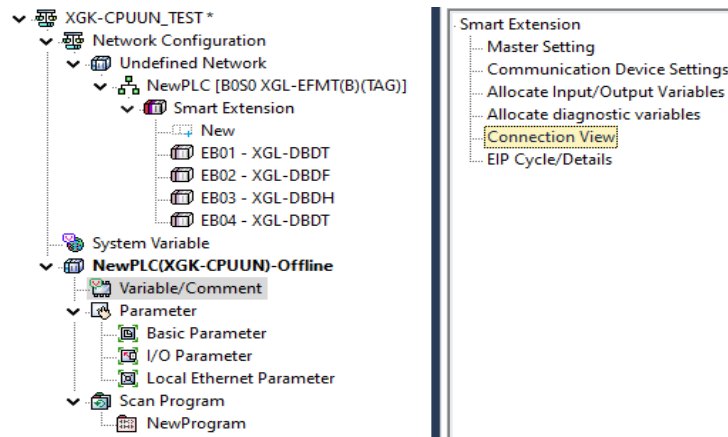 XGK-CPUUN_TEST *
Network Configuration
Undefined Network
NewPLC [B0S0 XGL-EFMT(B)(TAG)]
Smart Extension
New
EB01 - XGL-DBDT
EB02 - XGL-DBDF
EB03 - XGL-DBDH
EB04 - XGL-DBDT
System Variable
NewPLC(XGK-CPUUN)-Offline
Variable/Comment
Parameter
Basic Parameter
I/O Parameter
Local Ethernet Parameter
Scan Program
NewProgram
Smart Extension
Master Setting
Communication Device Settings
Allocate Input/Output Variables
Allocate diagnostic variables
Connection View
EIP Cycle/Details